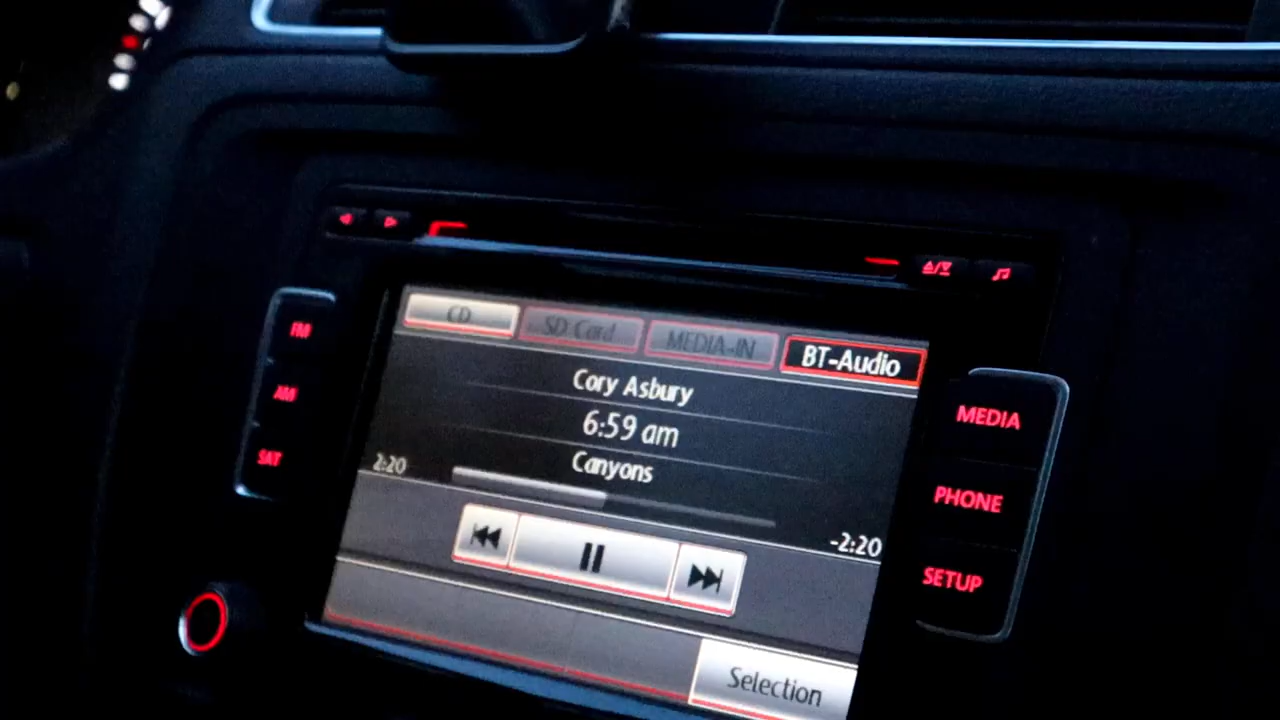 CD SD Card MEDIA-IN BT-Audio
Cory Asbury
6:59 am
Canyons
2:20
-2:20
Selection
FM
AM
SAT
MEDIA
PHONE
SETUP